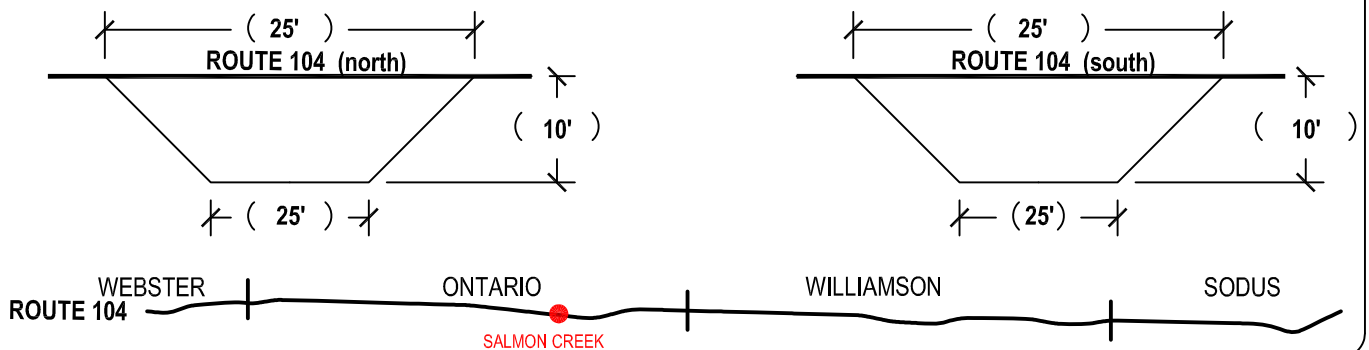 ( 25' )
ROUTE 104 (north)
( 10' )
( 25' )
( 25' )
ROUTE 104 (south)
( 10' )
(25')
WEBSTER
ONTARIO
WILLIAMSON
SODUS
ROUTE 104
SALMON CREEK